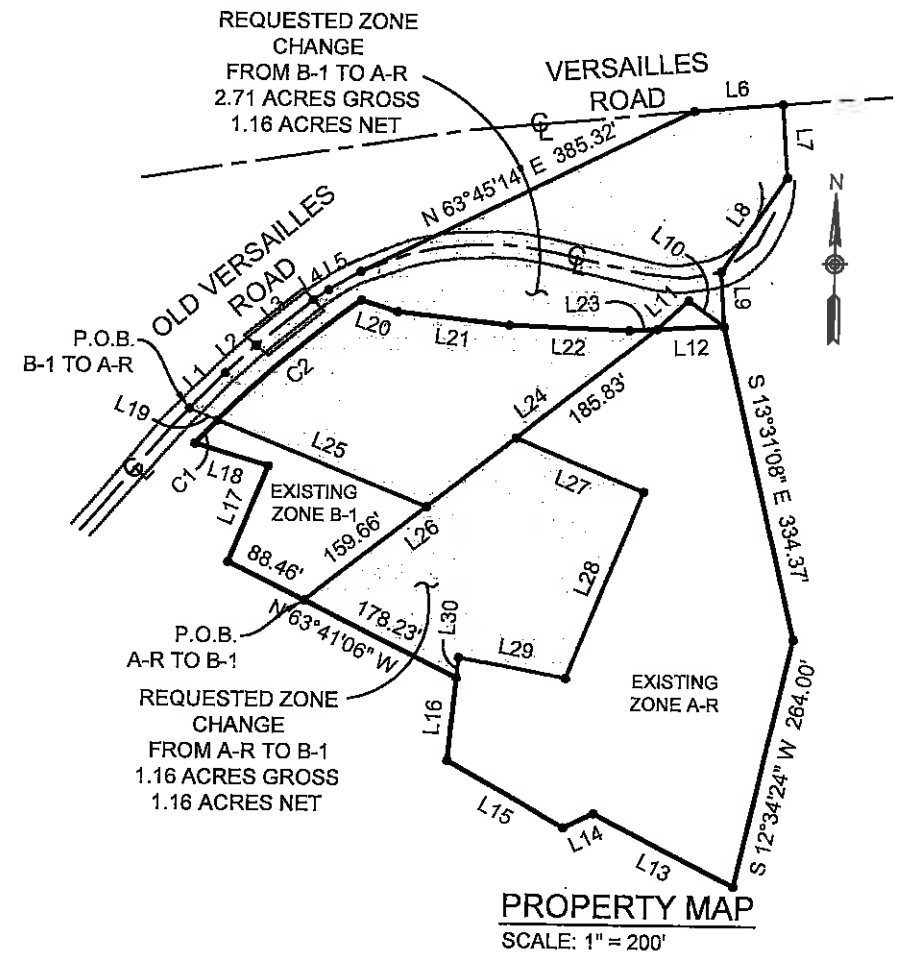 REQUESTED ZONE
CHANGE
FROM B-1 TO A-R
2.71 ACRES GROSS
1.16 ACRES NET
VERSAILLES
ROAD
L6
CL
N 63°45'14" E 385.32'
L7
N
OLD VERSAILLES
ROAD
L8
L10
CL
L9
L11
L23
L4
L5
L3
L2
L1
P.O.B.
B-1 TO A-R
L20
L21
L22
L12
C2
L19
L24
185.83'
S 13°31'08" E 334.37'
CL
C1
L18
L25
L17
EXISTING
ZONE B-1
L27
159.66'
L26
88.46'
L28
178.23'
N 63°41'06" W
L30
P.O.B.
A-R TO B-1
L29
EXISTING
ZONE A-R
REQUESTED ZONE
CHANGE
FROM A-R TO B-1
1.16 ACRES GROSS
1.16 ACRES NET
L16
S 12°34'24" W 264.00'
L15
L14
L13
PROPERTY MAP
SCALE: 1" = 200'